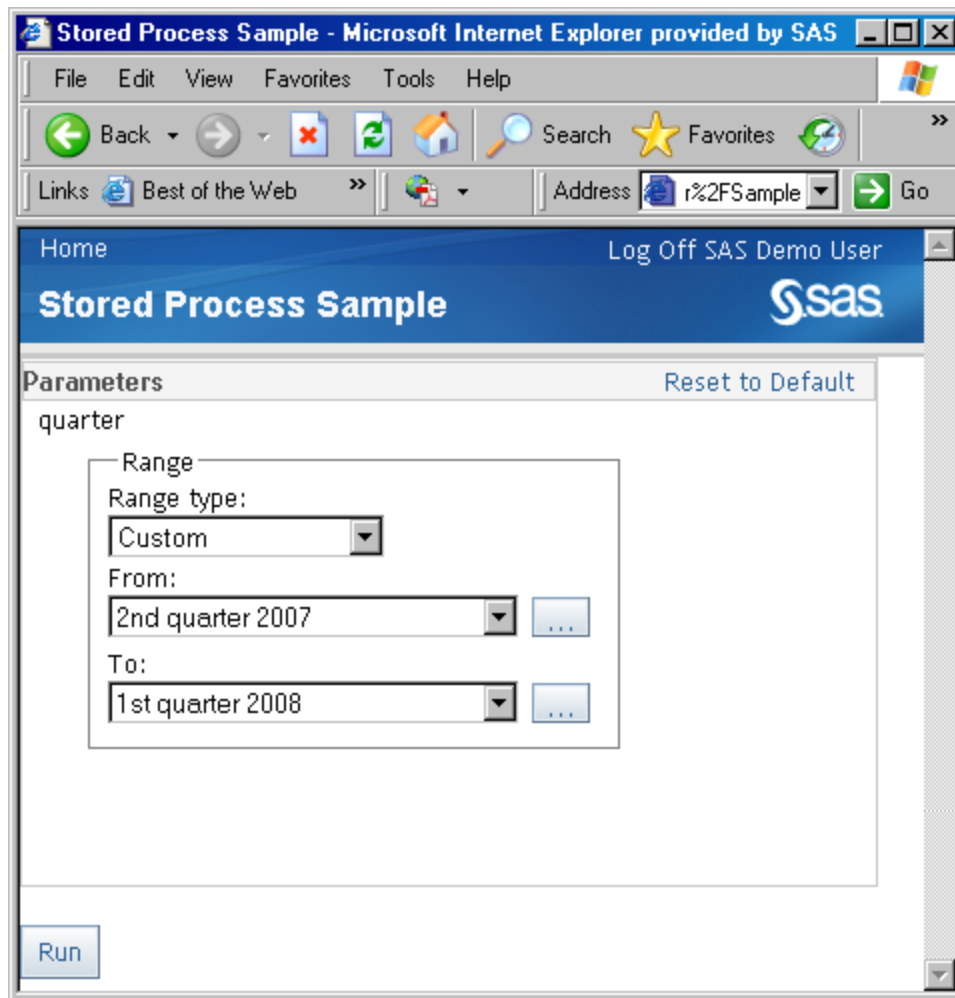 Stored Process Sample - Microsoft Internet Explorer provided by SAS
File Edit View Favorites Tools Help
Back Search Favorites »
Links Best of the Web » Address r%2FSample Go
Home Log Off SAS Demo User
Stored Process Sample sas
Parameters Reset to Default
quarter
Range
Range type:
Custom
From:
2nd quarter 2007 ...
To:
1st quarter 2008 ...
Run